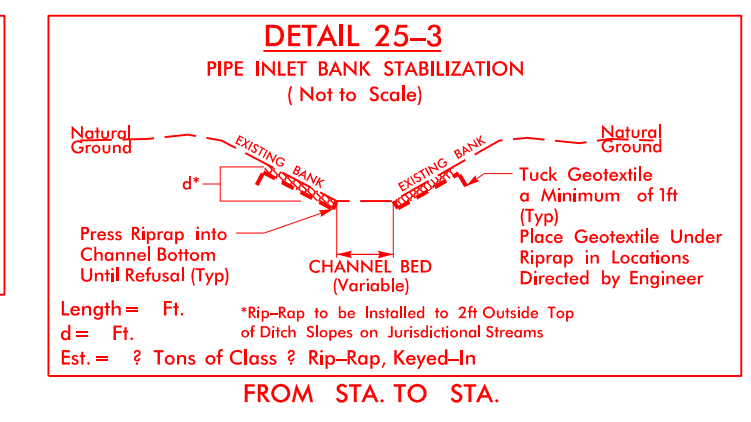 DETAIL 25–3
PIPE INLET BANK STABILIZATION
( Not to Scale)
Natural
Ground
EXISTING BANK
EXISTING BANK
Natural
Ground
d*
Tuck Geotextile
a Minimum of 1ft
(Typ)
Place Geotextile Under
Riprap in Locations
Directed by Engineer
Press Riprap into
Channel Bottom
Until Refusal (Typ)
CHANNEL BED
(Variable)
Length = Ft.
d = Ft.
*Rip–Rap to be Installed to 2ft Outside Top
of Ditch Slopes on Jurisdictional Streams
Est. = ? Tons of Class ? Rip–Rap, Keyed–In
FROM STA. TO STA.